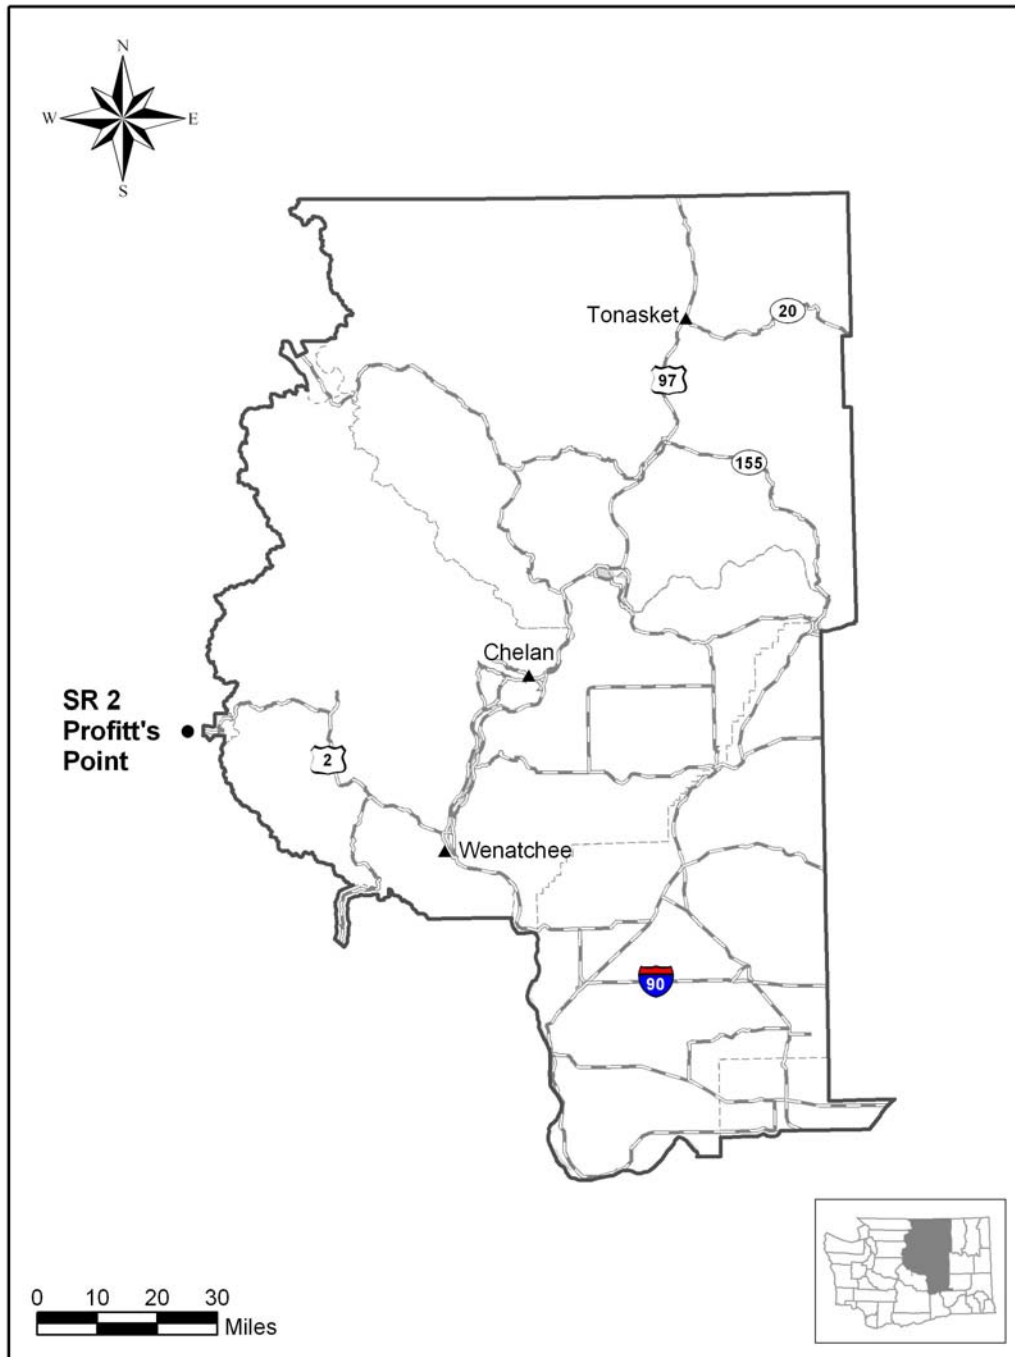 N
W E
S
Tonasket
20
97
155
Chelan
SR 2
Profitt's
Point
2
Wenatchee
90
0 10 20 30
Miles